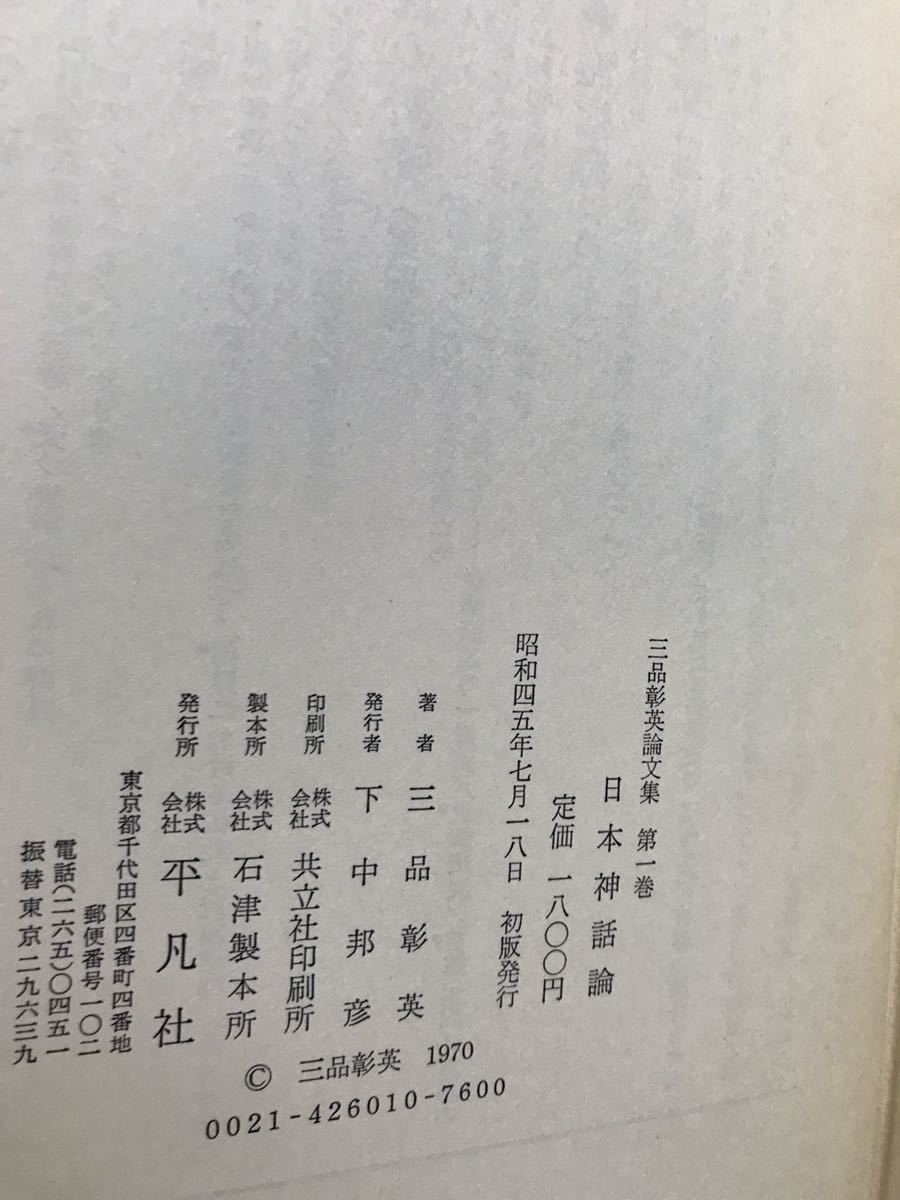 三品彰英論文集　第一巻
日本神話論
定価　一八〇〇円
昭和四五年七月一八日　初版発行
著者　三品彰英
発行者　下中邦彦
印刷所　株式会社　共立社印刷所
製本所　株式会社　石津製本所
発行所　株式会社　平凡社
東京都千代田区四番町四番地
郵便番号一〇二
電話(二六五)〇四五一
振替東京二九六三九
© 三品彰英 1970
0021-426010-7600